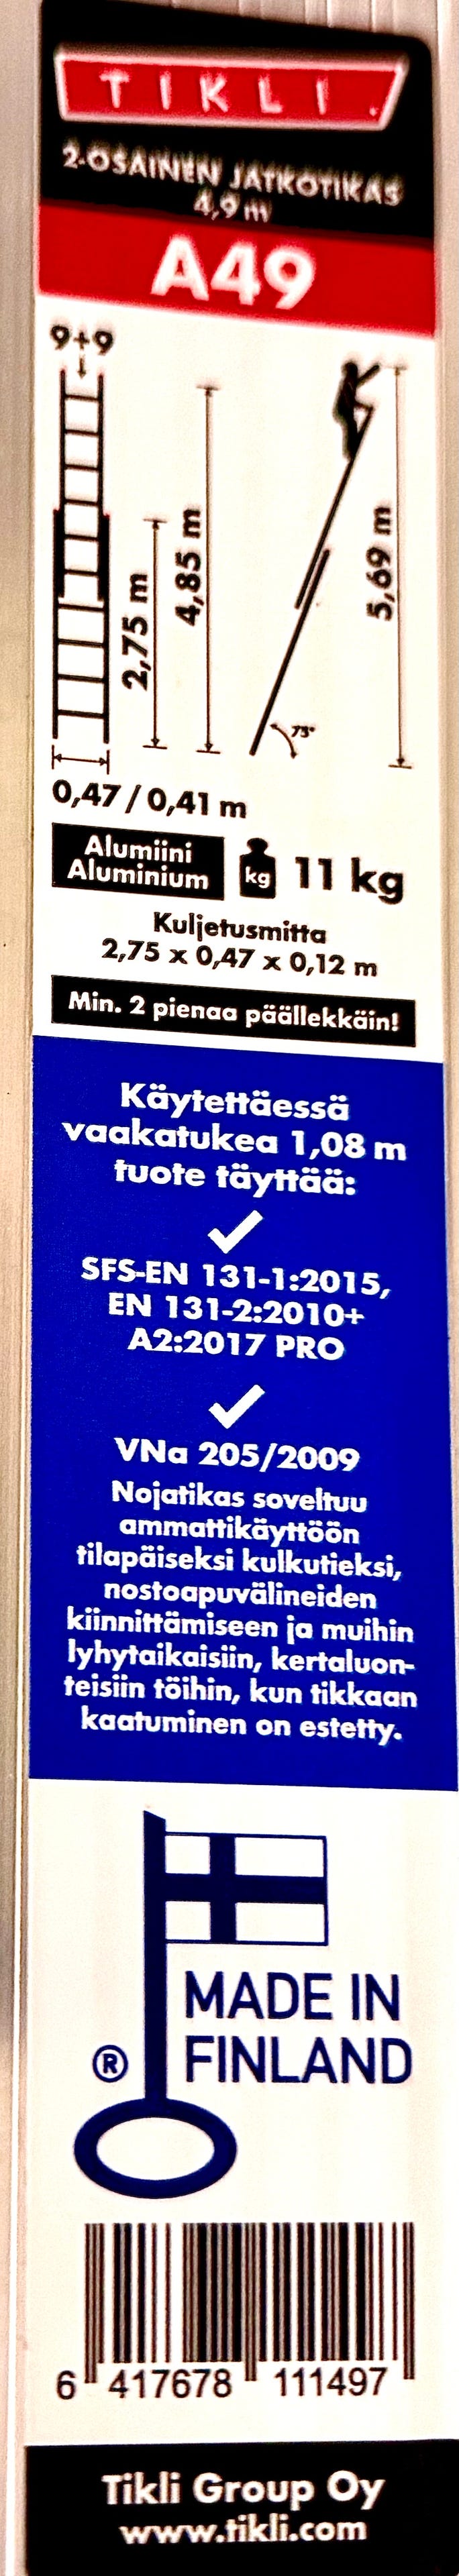 TIKLI
2-OSAINEN JATKOTIKAS
4,9 m
A49
9+9
2,75 m
4,85 m
5,69 m
75°
0,47 / 0,41 m
Alumiini
Aluminium
kg
11 kg
Kuljetusmitta
2,75 x 0,47 x 0,12 m
Min. 2 pienaa päällekkäin!
Käytettäessä
vaakatukea 1,08 m
tuote täyttää:
SFS-EN 131-1:2015,
EN 131-2:2010+
A2:2017 PRO
VNa 205/2009
Nojatikas soveltuu
ammattikäyttöön
tilapäiseksi kulkutieksi,
nostoapuvälineiden
kiinnittämiseen ja muihin
lyhytaikaisiin, kertaluon-
teisiin töihin, kun tikkaan
kaatuminen on estetty.
MADE IN
® FINLAND
6 417678 111497
Tikli Group Oy
www.tikli.com